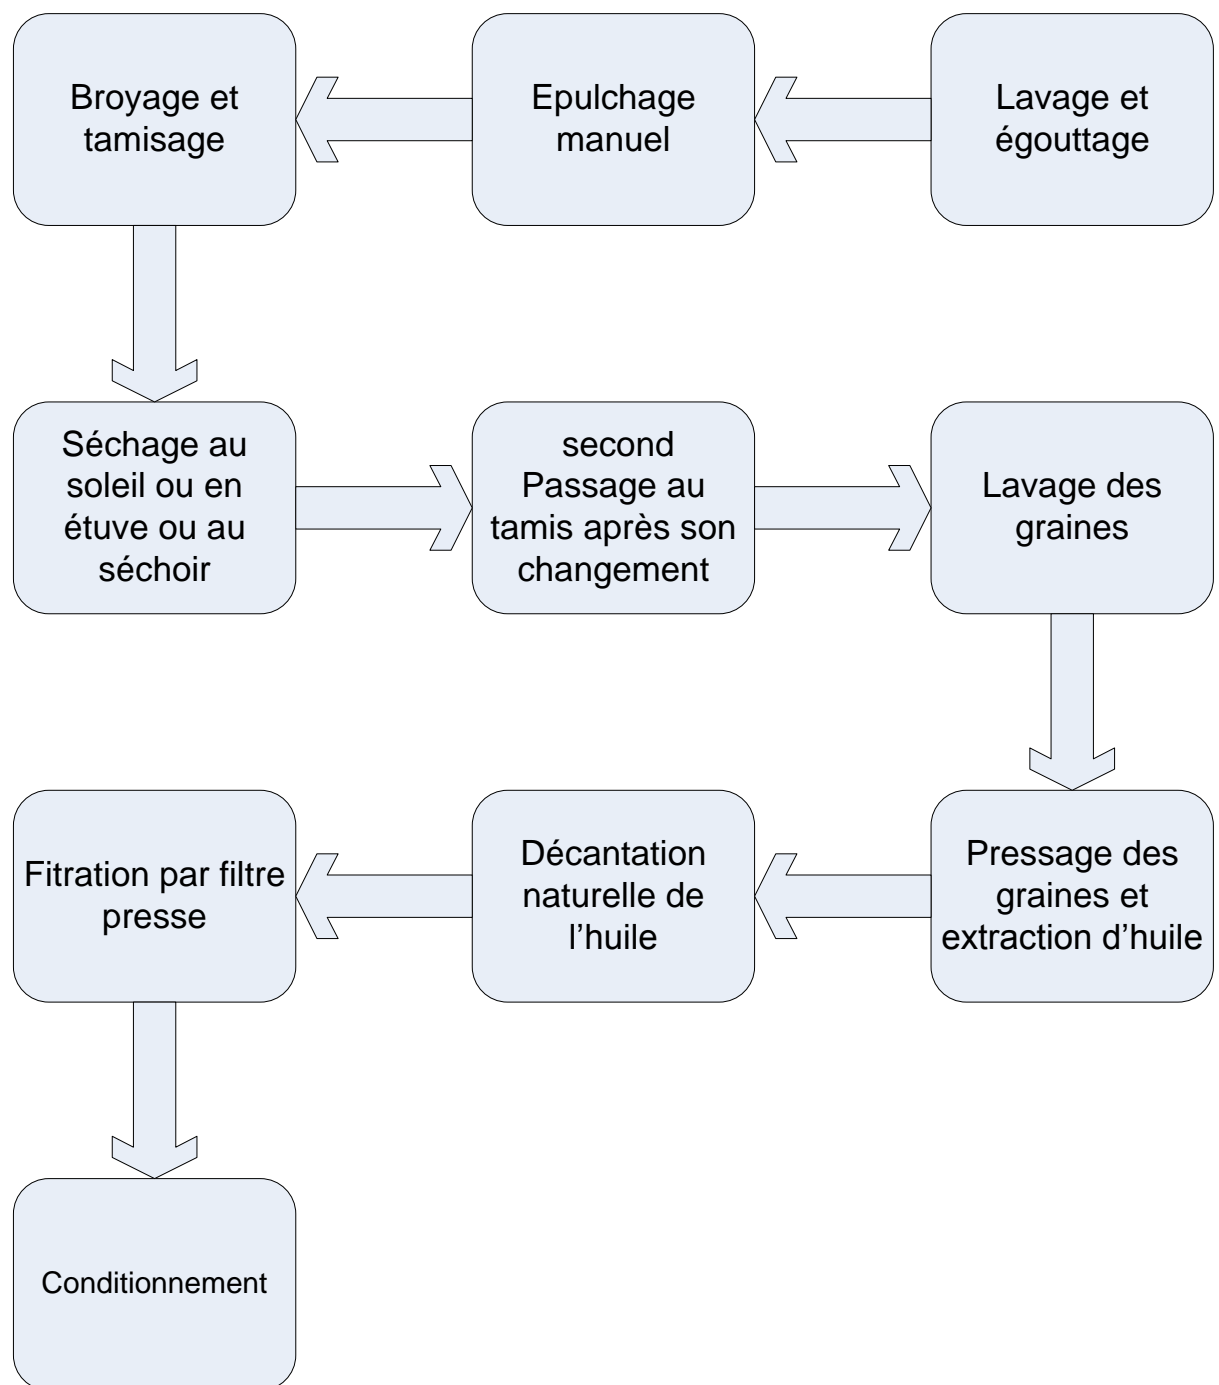 Broyage et
tamisage
Epulchage
manuel
Lavage et
égouttage
Séchage au
soleil ou en
étuve ou au
séchoir
second
Passage au
tamis après son
changement
Lavage des
graines
Fitration par filtre
presse
Décantation
naturelle de
l'huile
Pressage des
graines et
extraction d'huile
Conditionnement